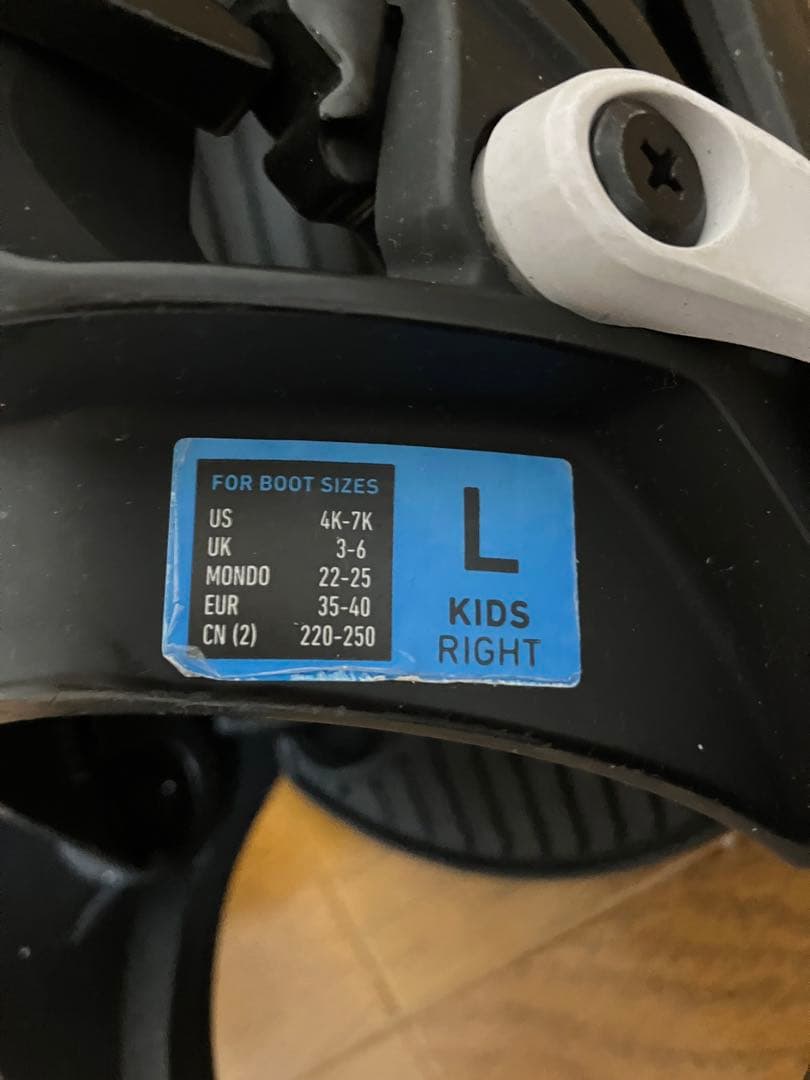 FOR BOOT SIZES
US 4K-7K
UK 3-6
MONDO 22-25
EUR 35-40
CN (2) 220-250
L
KIDS
RIGHT